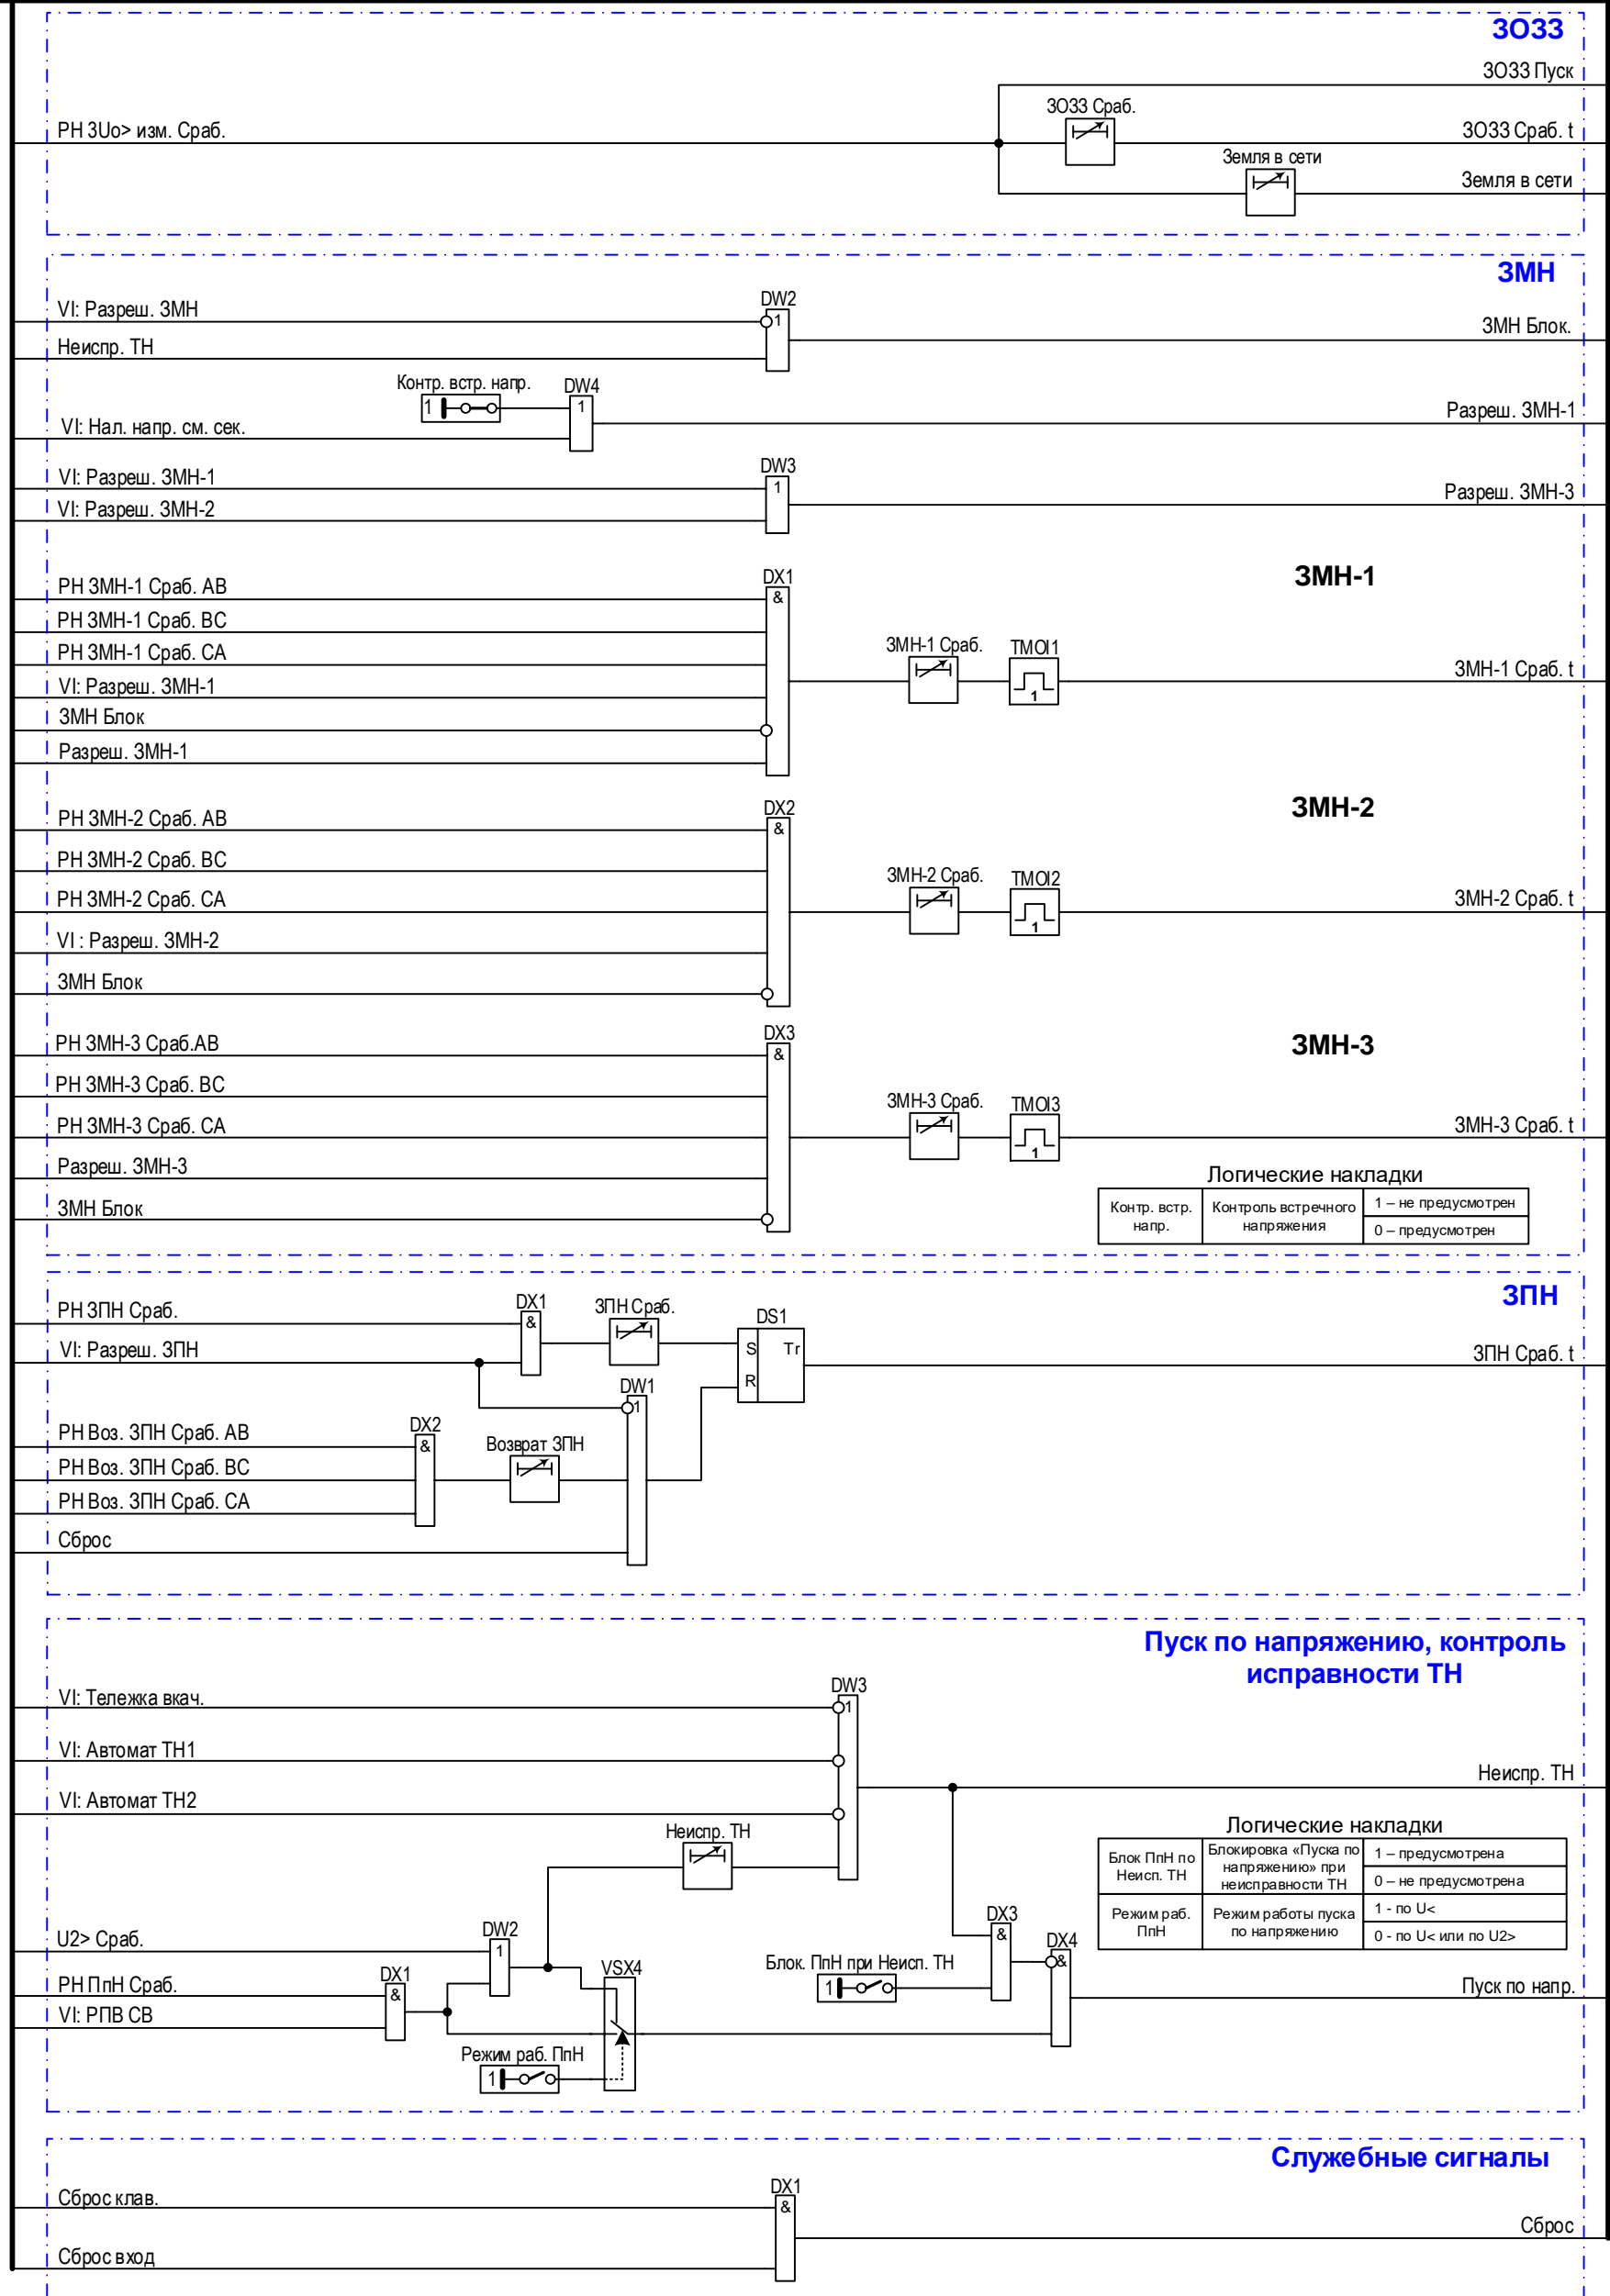 ЗОЗЗ
ЗОЗЗ Пуск
ЗОЗЗ Сраб.
РН 3Uo> изм. Сраб.
ЗОЗЗ Сраб. t
Земля в сети
Земля в сети
ЗМН
DW2
VI: Разреш. ЗМН
1
ЗМН Блок.
Неиспр. ТН
Контр. встр. напр.
DW4
1
1
Разреш. ЗМН-1
VI: Нал. напр. см. сек.
DW3
VI: Разреш. ЗМН-1
1
Разреш. ЗМН-3
VI: Разреш. ЗМН-2
ЗМН-1
DX1
РН ЗМН-1 Сраб. АВ
&
РН ЗМН-1 Сраб. ВС
РН ЗМН-1 Сраб. СА
ЗМН-1 Сраб.
TMOI1
1
ЗМН-1 Сраб. t
VI: Разреш. ЗМН-1
ЗМН Блок
Разреш. ЗМН-1
ЗМН-2
DX2
РН ЗМН-2 Сраб. АВ
&
РН ЗМН-2 Сраб. ВС
ЗМН-2 Сраб.
TMOI2
1
РН ЗМН-2 Сраб. СА
ЗМН-2 Сраб. t
VI : Разреш. ЗМН-2
ЗМН Блок
ЗМН-3
DX3
РН ЗМН-3 Сраб.АВ
&
РН ЗМН-3 Сраб. ВС
ЗМН-3 Сраб.
TMOI3
1
РН ЗМН-3 Сраб. СА
ЗМН-3 Сраб. t
Разреш. ЗМН-3
ЗМН Блок
Логические накладки
Контр. встр.
напр.
Контроль встречного
напряжения
1 – не предусмотрен
0 – предусмотрен
ЗПН
РН ЗПН Сраб.
DX1
&
ЗПН Сраб.
DS1
S
Tr
R
VI: Разреш. ЗПН
ЗПН Сраб. t
DW1
1
РН Воз. ЗПН Сраб. АВ
DX2
&
Возврат ЗПН
РН Воз. ЗПН Сраб. ВС
РН Воз. ЗПН Сраб. СА
Сброс
Пуск по напряжению, контроль
исправности ТН
DW3
VI: Тележка вкач.
1
VI: Автомат ТН1
Неиспр. ТН
VI: Автомат ТН2
Неиспр. ТН
Логические накладки
Блок ПпН по
Неисп. ТН
Блокировка «Пуска по
напряжению» при
неисправности ТН
1 – предусмотрена
0 – не предусмотрена
Режим раб.
ПпН
Режим работы пуска
по напряжению
1 - по U<
0 - по U< или по U2>
U2> Сраб.
DW2
1
DX3
&
DX4
&
РН ПпН Сраб.
DX1
&
VSX4
Блок. ПпН при Неисп. ТН
1
Пуск по напр.
VI: РПВ СВ
Режим раб. ПпН
1
Служебные сигналы
DX1
Сброс клав.
&
Сброс
Сброс вход